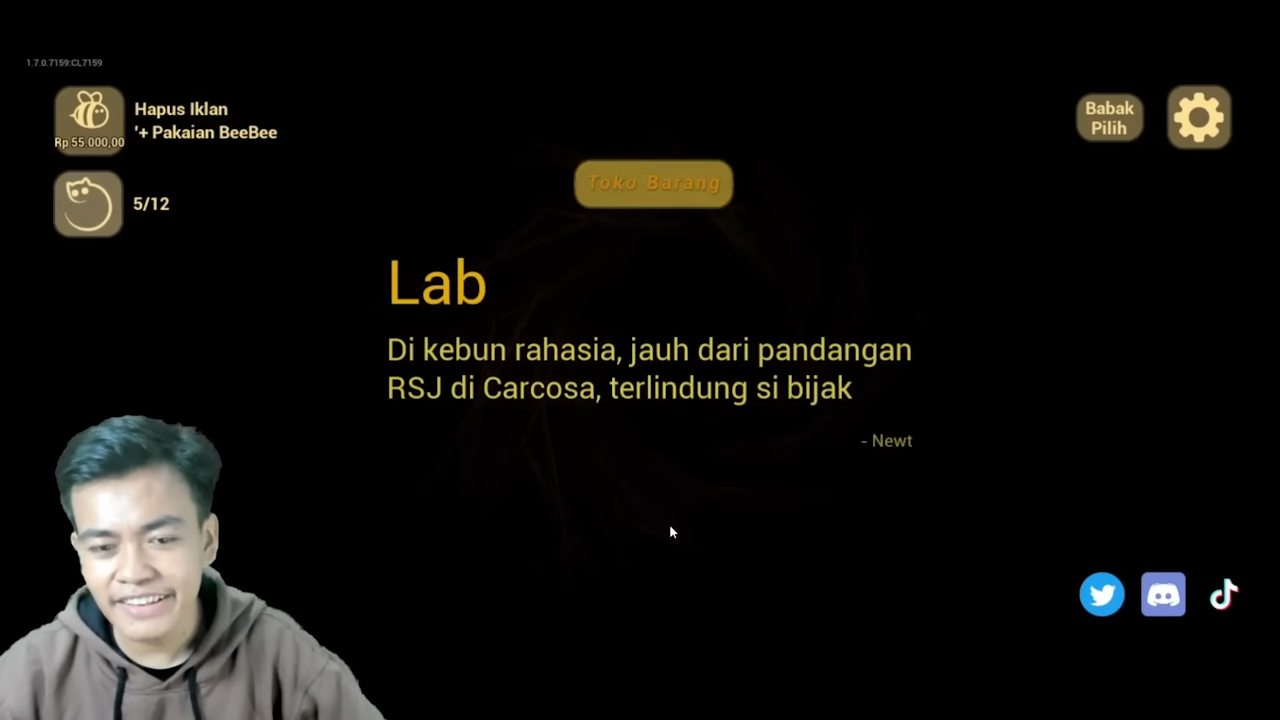 1.7.0.7159:CL7159
Hapus Iklan
'+ Pakaian BeeBee
Rp 55.000,00
5/12
Babak
Pilih
Toko Barang
Lab
Di kebun rahasia, jauh dari pandangan
RSJ di Carcosa, terlindung si bijak
- Newt